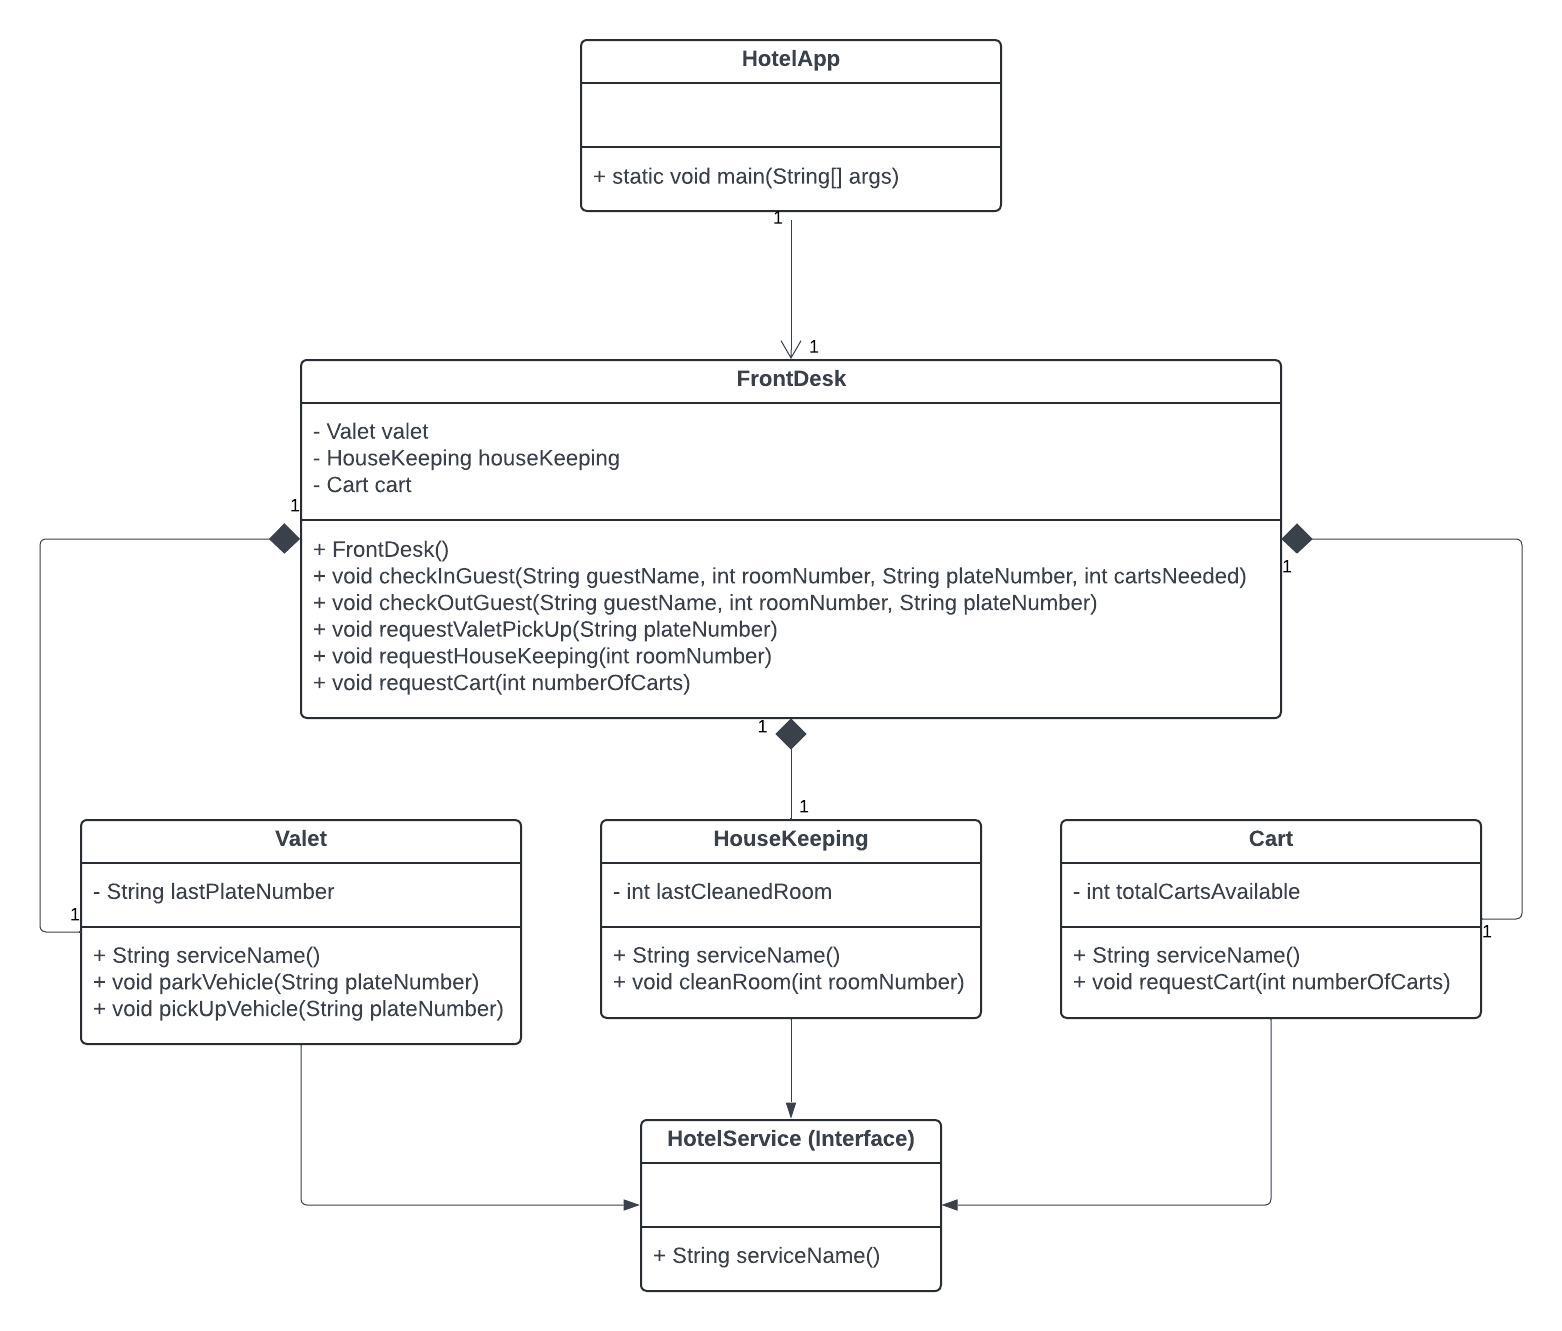 HotelApp
+ static void main(String[] args)
1
1
FrontDesk
- Valet valet
- HouseKeeping houseKeeping
- Cart cart
1
+ FrontDesk()
+ void checkInGuest(String guestName, int roomNumber, String plateNumber, int cartsNeeded)
1
+ void checkOutGuest(String guestName, int roomNumber, String plateNumber)
+ void requestValetPickUp(String plateNumber)
+ void requestHouseKeeping(int roomNumber)
+ void requestCart(int numberOfCarts)
1
1
Valet
- String lastPlateNumber
1
+ String serviceName()
+ void parkVehicle(String plateNumber)
+ void pickUpVehicle(String plateNumber)
HouseKeeping
- int lastCleanedRoom
+ String serviceName()
+ void cleanRoom(int roomNumber)
Cart
- int totalCartsAvailable
1
+ String serviceName()
+ void requestCart(int numberOfCarts)
HotelService (Interface)
+ String serviceName()